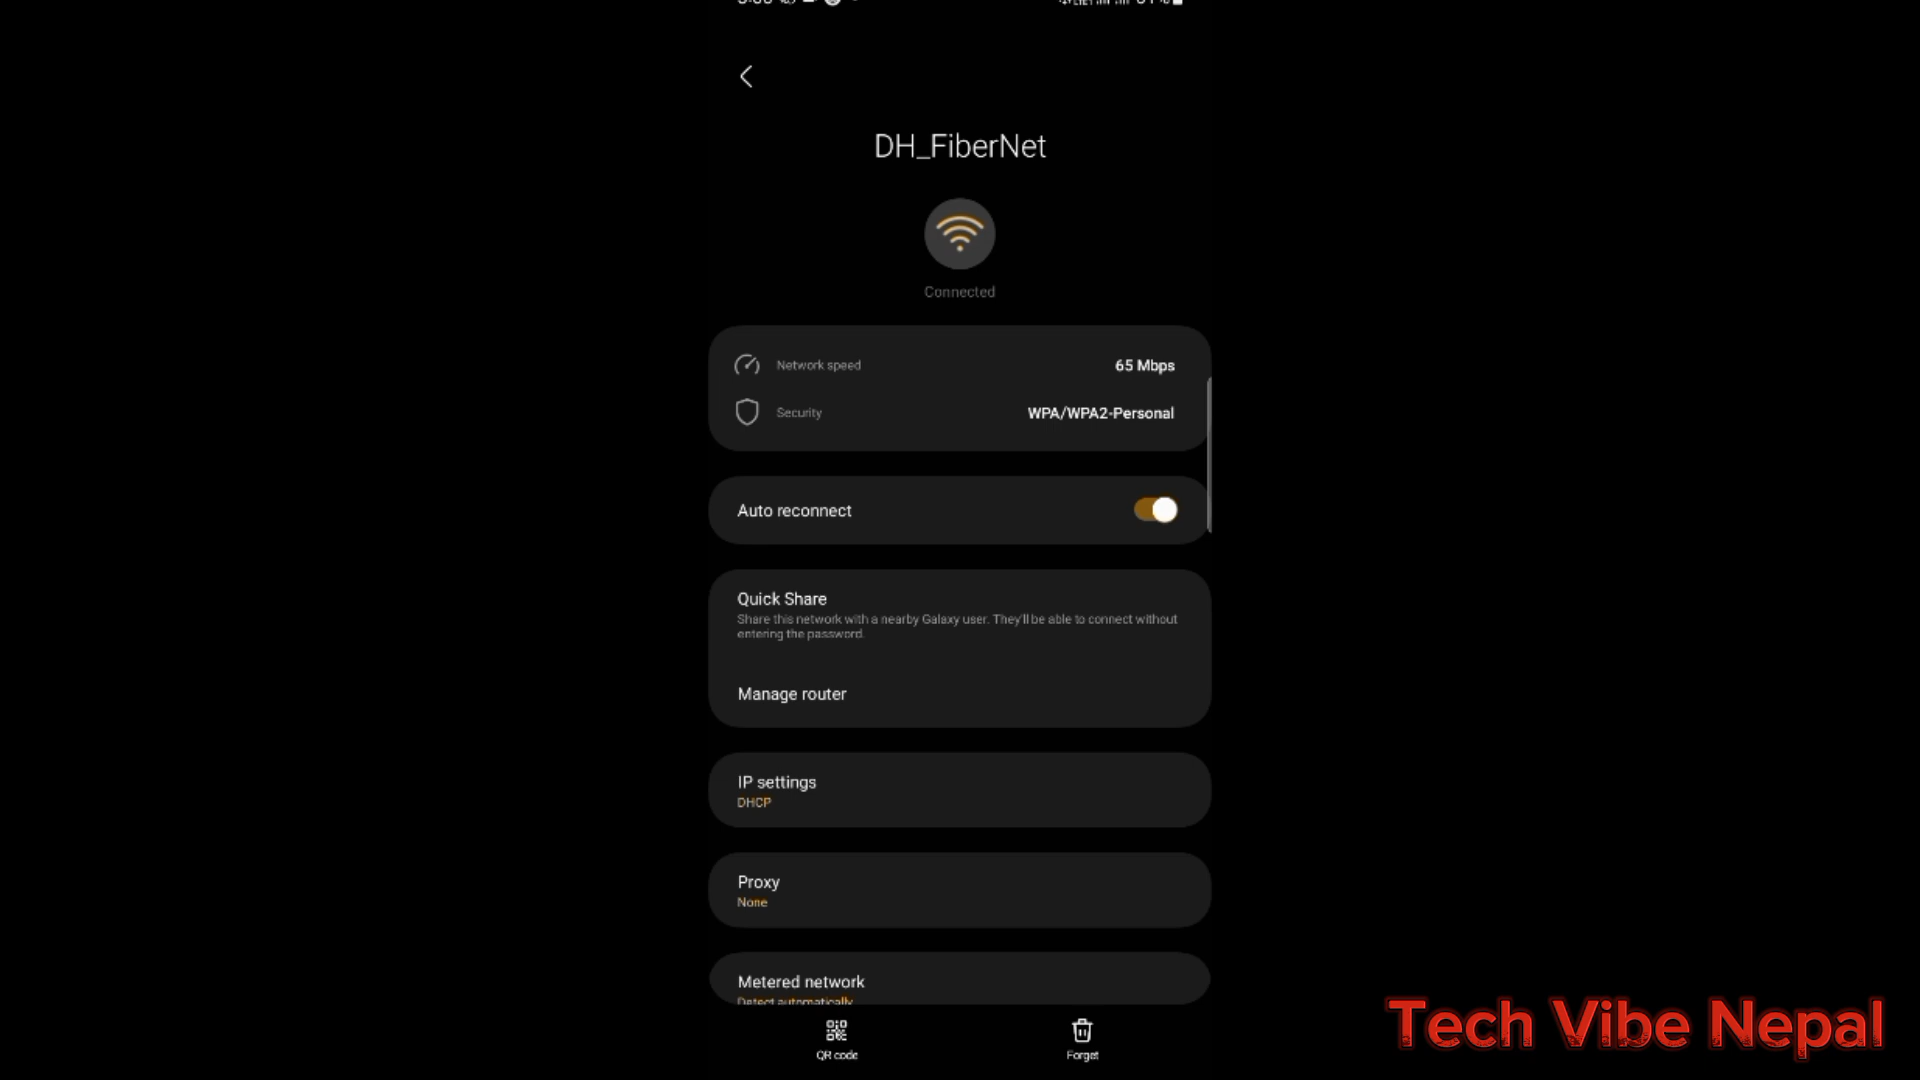 DH_FiberNet
Connected
Network speed 65 Mbps
Security WPA/WPA2-Personal
Auto reconnect
Quick Share
Share this network with a nearby Galaxy user. They'll be able to connect without
entering the password.
Manage router
IP settings
DHCP
Proxy
None
Metered network
Detect automatically
QR code Forget
Tech Vibe Nepal